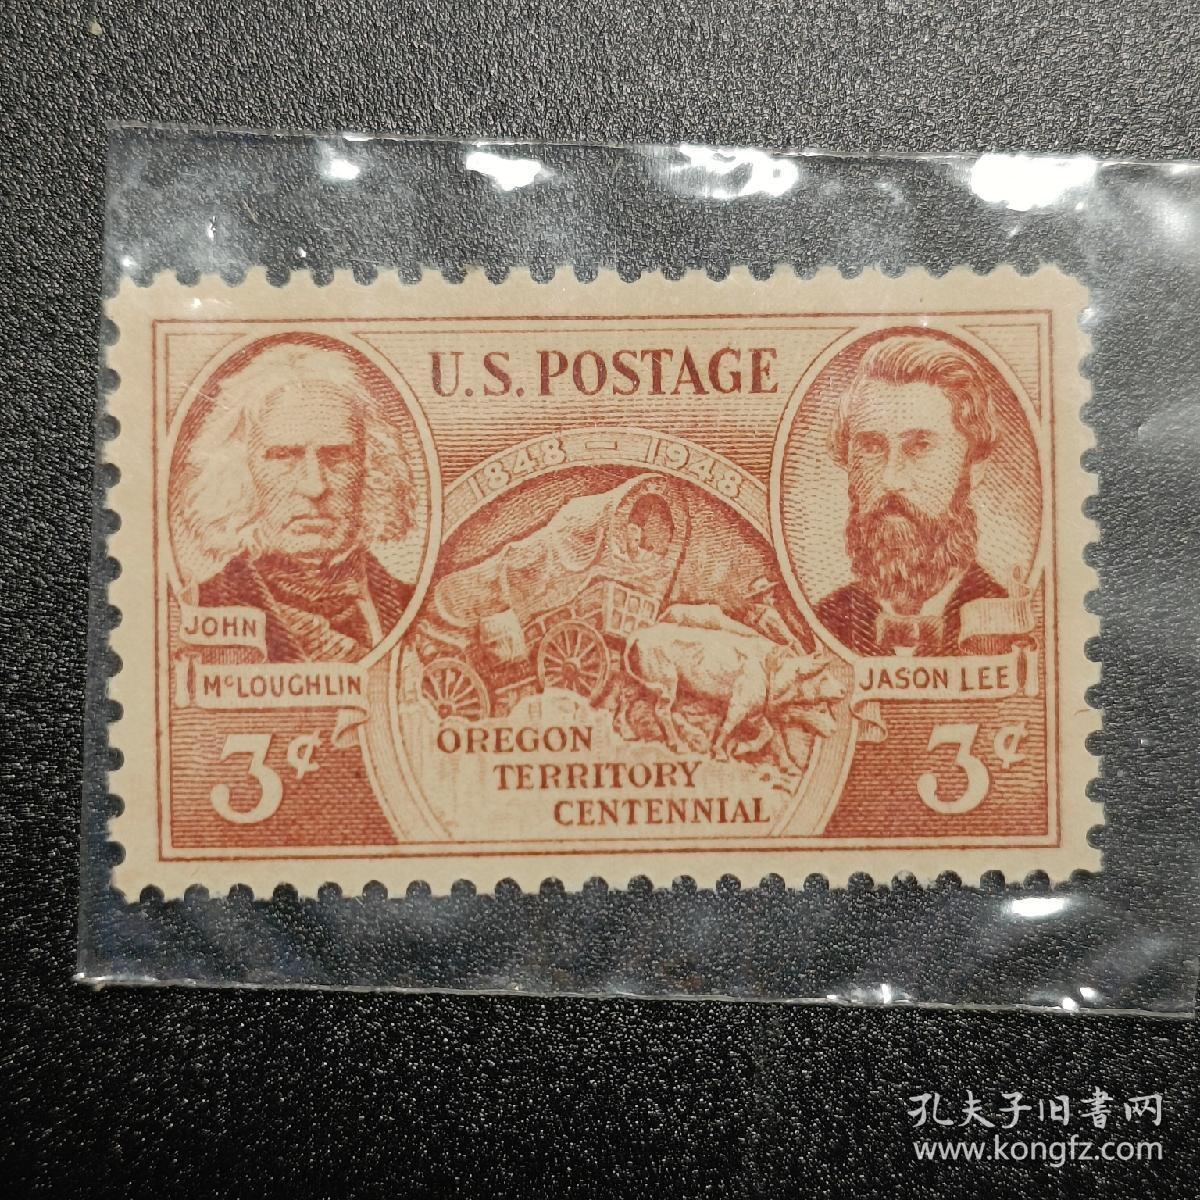 U.S. POSTAGE
1848 – 1948
JOHN
McLOUGHLIN
JASON LEE
3¢
OREGON
TERRITORY
CENTENNIAL
3¢
孔夫子旧書网
www.kongfz.com